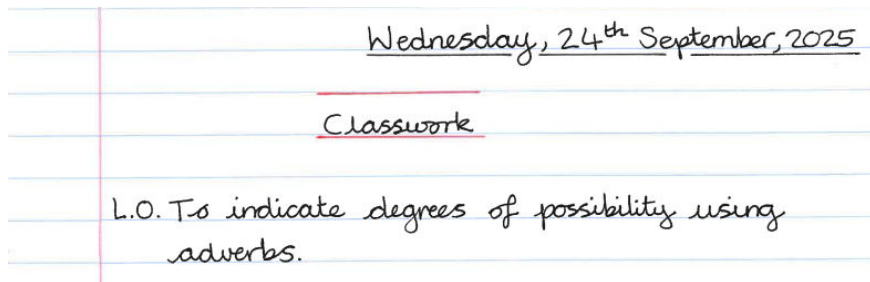 Wednesday, 24th September, 2025
Classwork
L.O. To indicate degrees of possibility using
adverbs.